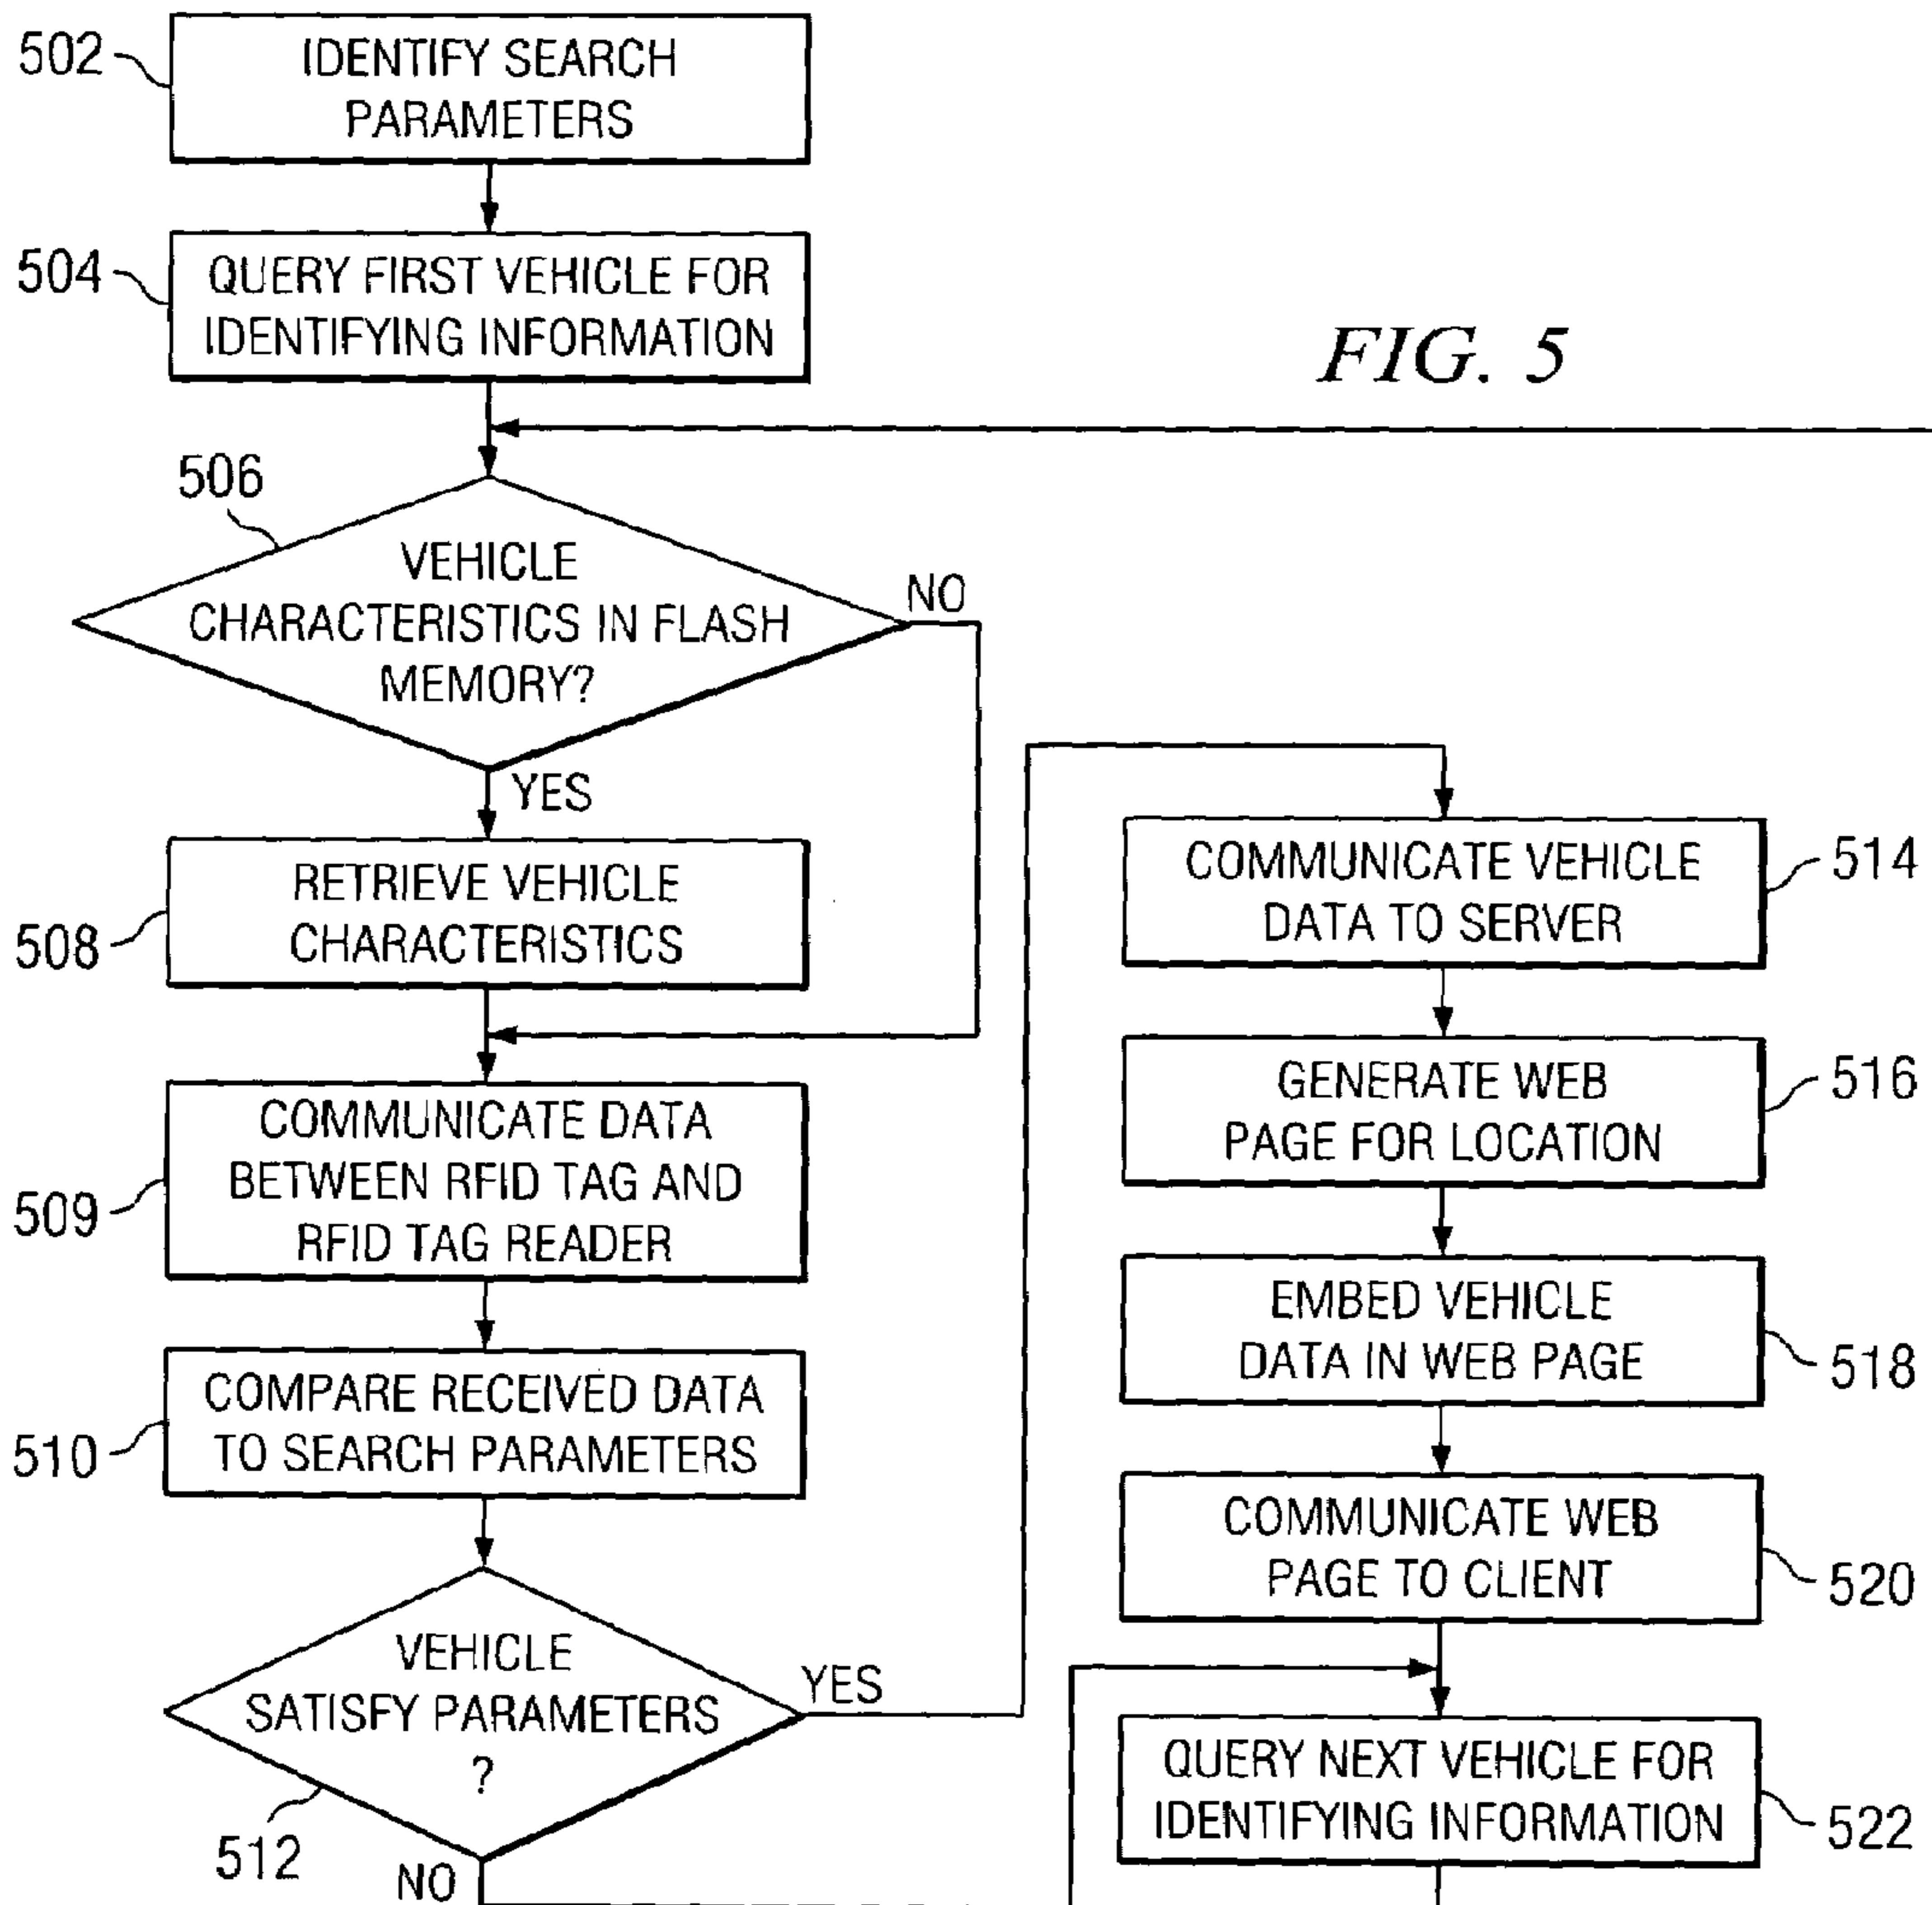 502
IDENTIFY SEARCH
PARAMETERS
504
QUERY FIRST VEHICLE FOR
IDENTIFYING INFORMATION
FIG. 5
506
VEHICLE
CHARACTERISTICS IN FLASH
MEMORY?
NO
YES
508
RETRIEVE VEHICLE
CHARACTERISTICS
509
COMMUNICATE DATA
BETWEEN RFID TAG AND
RFID TAG READER
510
COMPARE RECEIVED DATA
TO SEARCH PARAMETERS
VEHICLE
SATISFY PARAMETERS
?
YES
512
NO
COMMUNICATE VEHICLE
DATA TO SERVER
514
GENERATE WEB
PAGE FOR LOCATION
516
EMBED VEHICLE
DATA IN WEB PAGE
518
COMMUNICATE WEB
PAGE TO CLIENT
520
QUERY NEXT VEHICLE FOR
IDENTIFYING INFORMATION
522